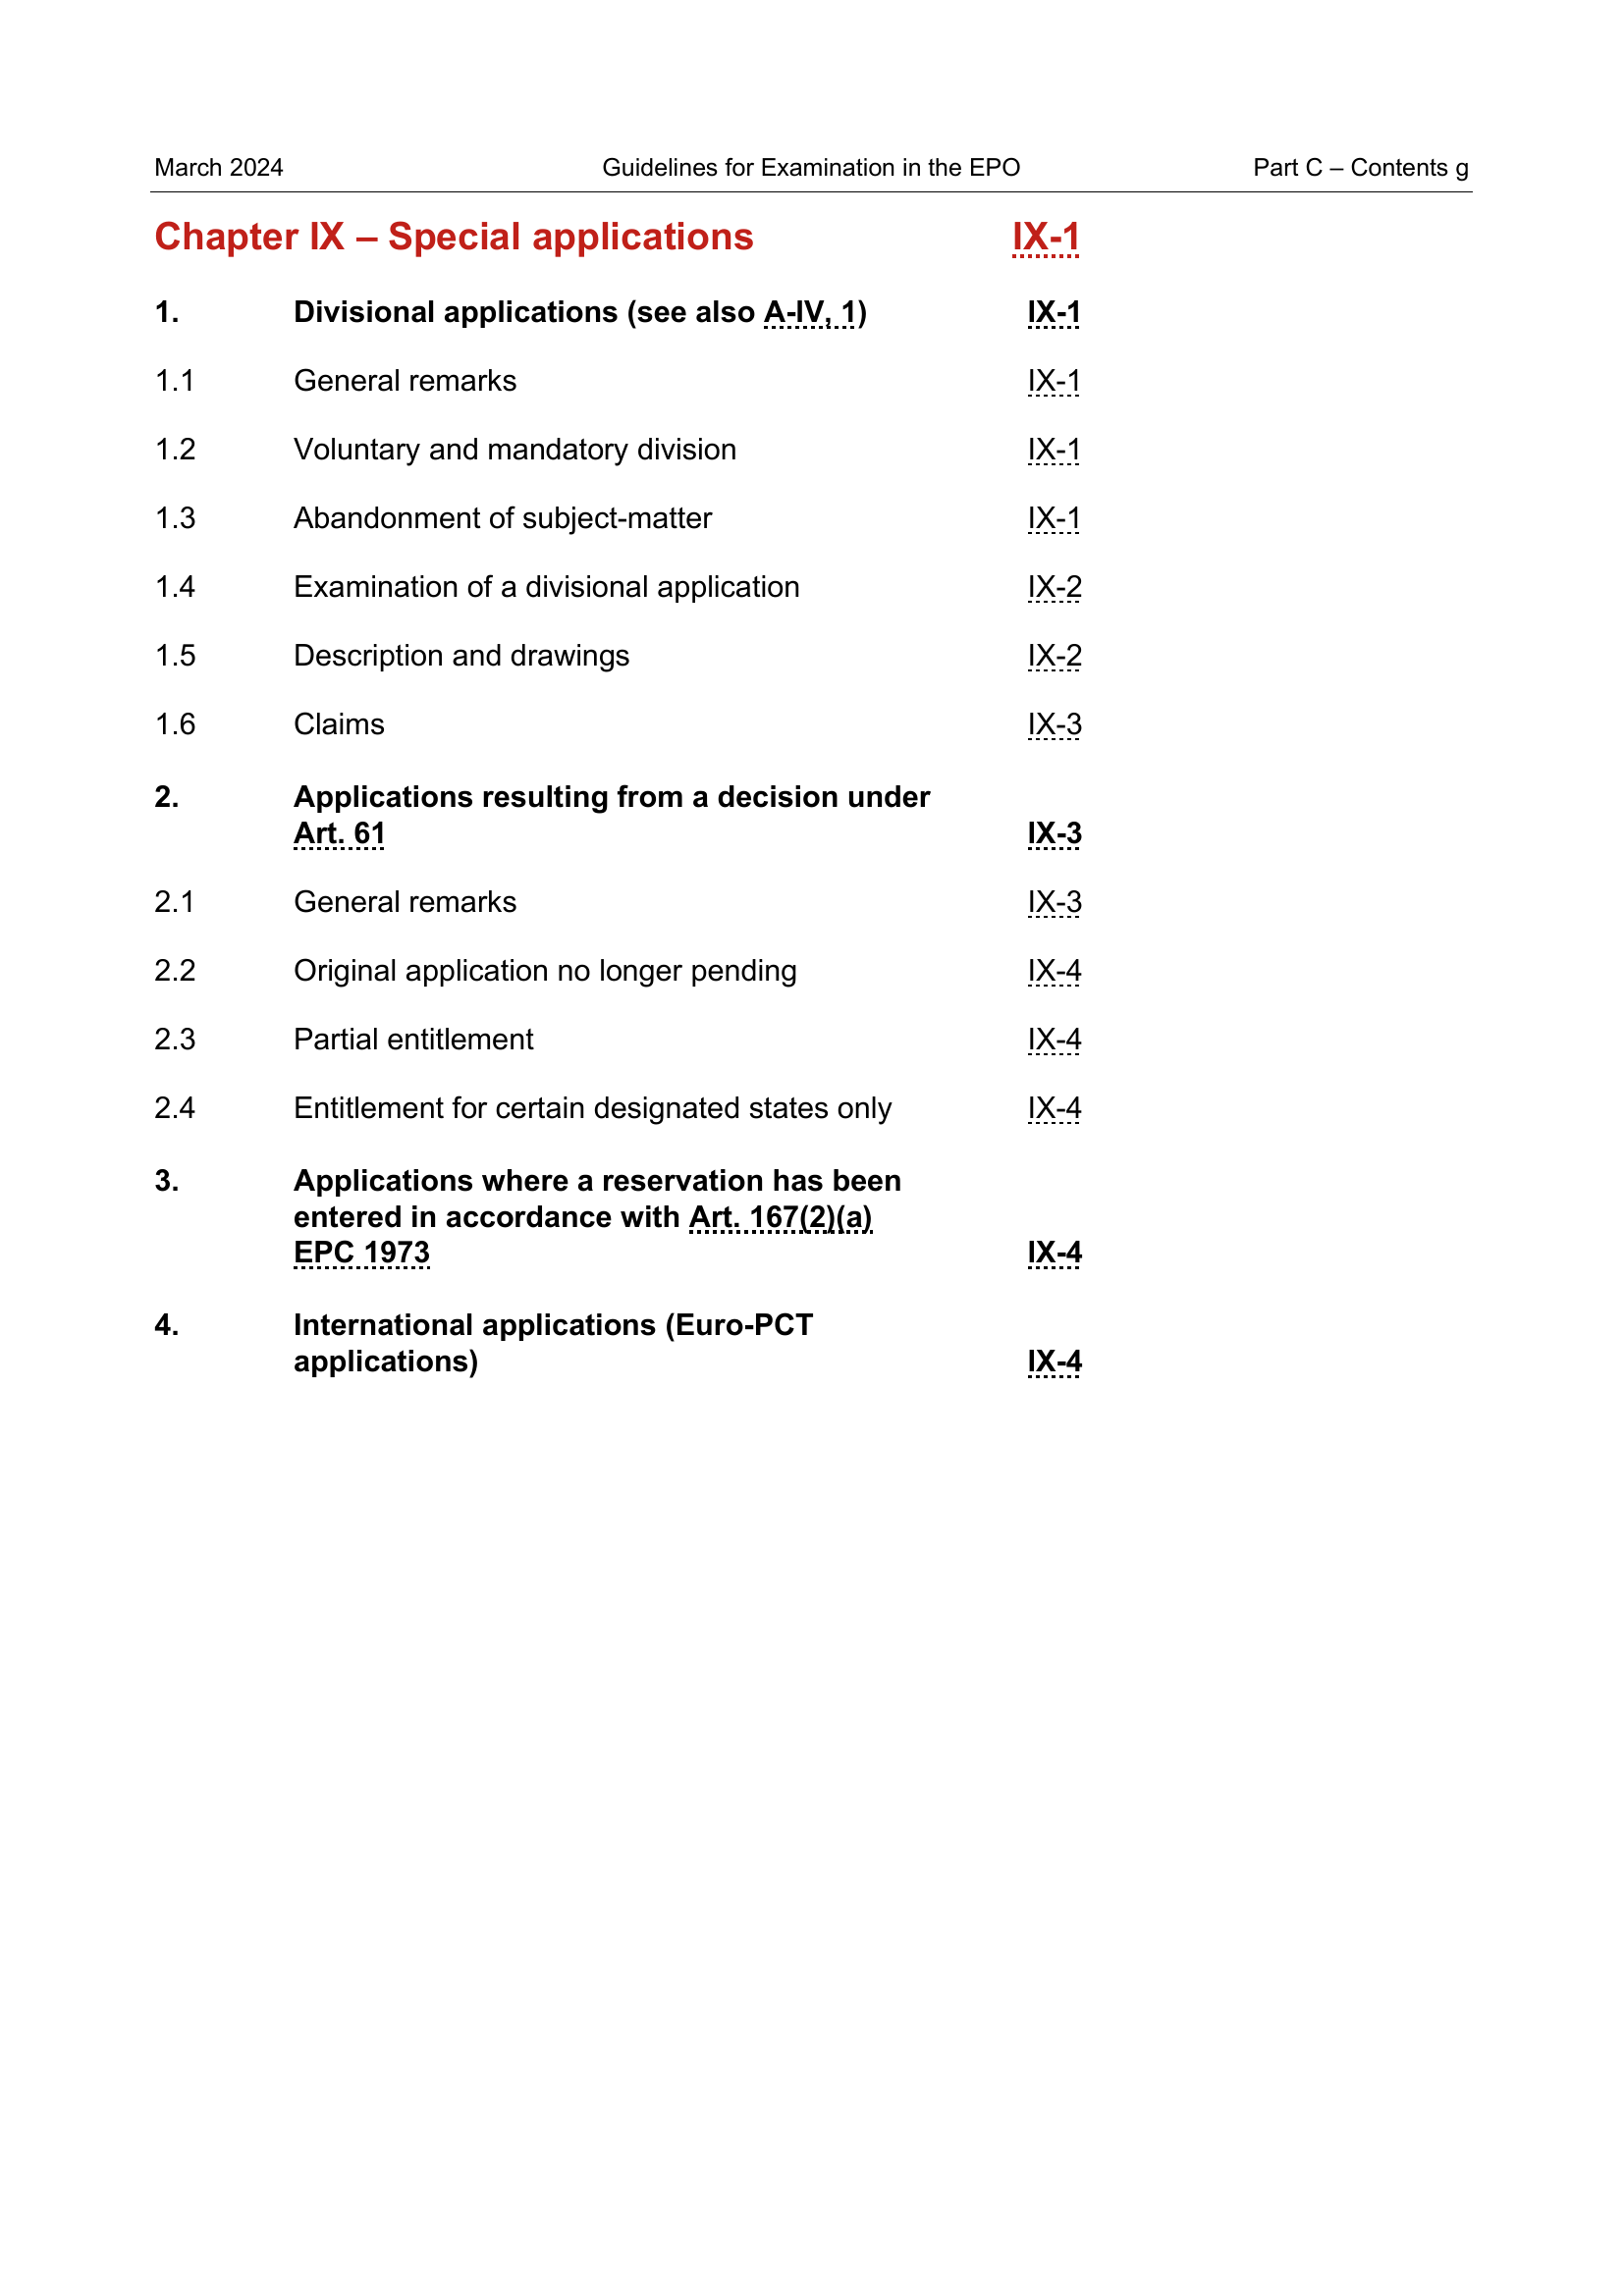 March 2024 Guidelines for Examination in the EPO Part C – Contents g
Chapter IX – Special applications IX-1
1. Divisional applications (see also A-IV, 1) IX-1
1.1 General remarks IX-1
1.2 Voluntary and mandatory division IX-1
1.3 Abandonment of subject-matter IX-1
1.4 Examination of a divisional application IX-2
1.5 Description and drawings IX-2
1.6 Claims IX-3
2. Applications resulting from a decision under
Art. 61 IX-3
2.1 General remarks IX-3
2.2 Original application no longer pending IX-4
2.3 Partial entitlement IX-4
2.4 Entitlement for certain designated states only IX-4
3. Applications where a reservation has been
entered in accordance with Art. 167(2)(a)
EPC 1973 IX-4
4. International applications (Euro-PCT
applications) IX-4